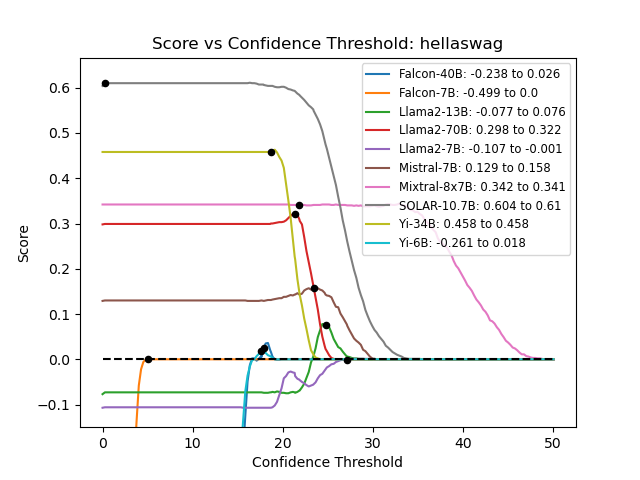 Score vs Confidence Threshold: hellaswag
Falcon-40B: -0.238 to 0.026
Falcon-7B: -0.499 to 0.0
Llama2-13B: -0.077 to 0.076
Llama2-70B: 0.298 to 0.322
Llama2-7B: -0.107 to -0.001
Mistral-7B: 0.129 to 0.158
Mixtral-8x7B: 0.342 to 0.341
SOLAR-10.7B: 0.604 to 0.61
Yi-34B: 0.458 to 0.458
Yi-6B: -0.261 to 0.018
0.6
0.5
0.4
0.3
0.2
0.1
0.0
−0.1
Score
0 10 20 30 40 50
Confidence Threshold